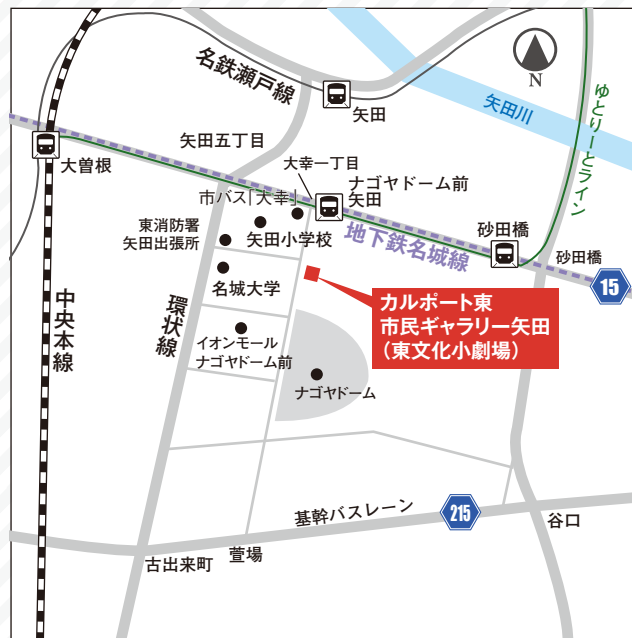 名鉄瀬戸線
N
矢田
矢田川
ゆとりーとライン
大曽根
矢田五丁目
大幸一丁目
ナゴヤドーム前
矢田
市バス「大幸」
東消防署
矢田出張所
矢田小学校
地下鉄名城線
砂田橋
砂田橋
15
名城大学
カルポート東
市民ギャラリー矢田
（東文化小劇場）
中央本線
環状線
イオンモール
ナゴヤドーム前
ナゴヤドーム
基幹バスレーン
215
谷口
古出来町
萱場